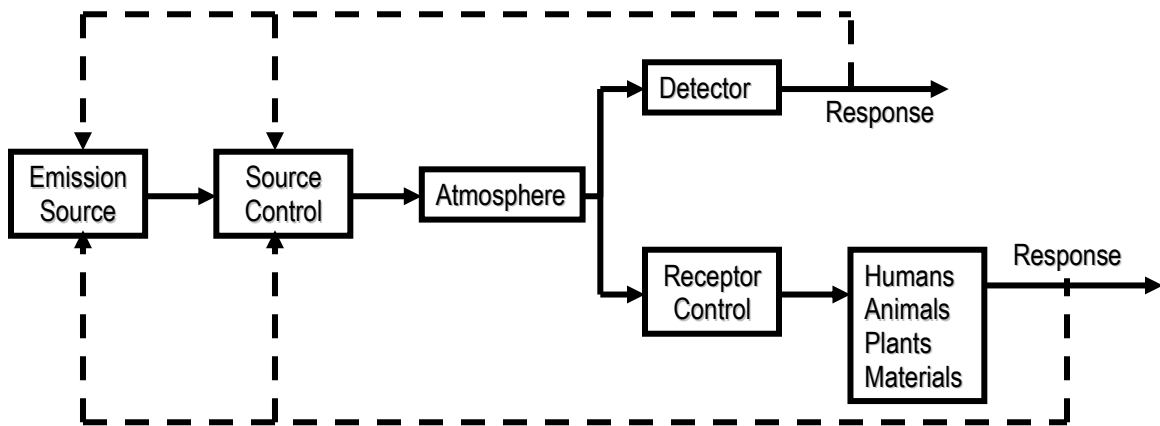 Detector
Response
Emission
Source
Source
Control
Atmosphere
Receptor
Control
Humans
Animals
Plants
Materials
Response